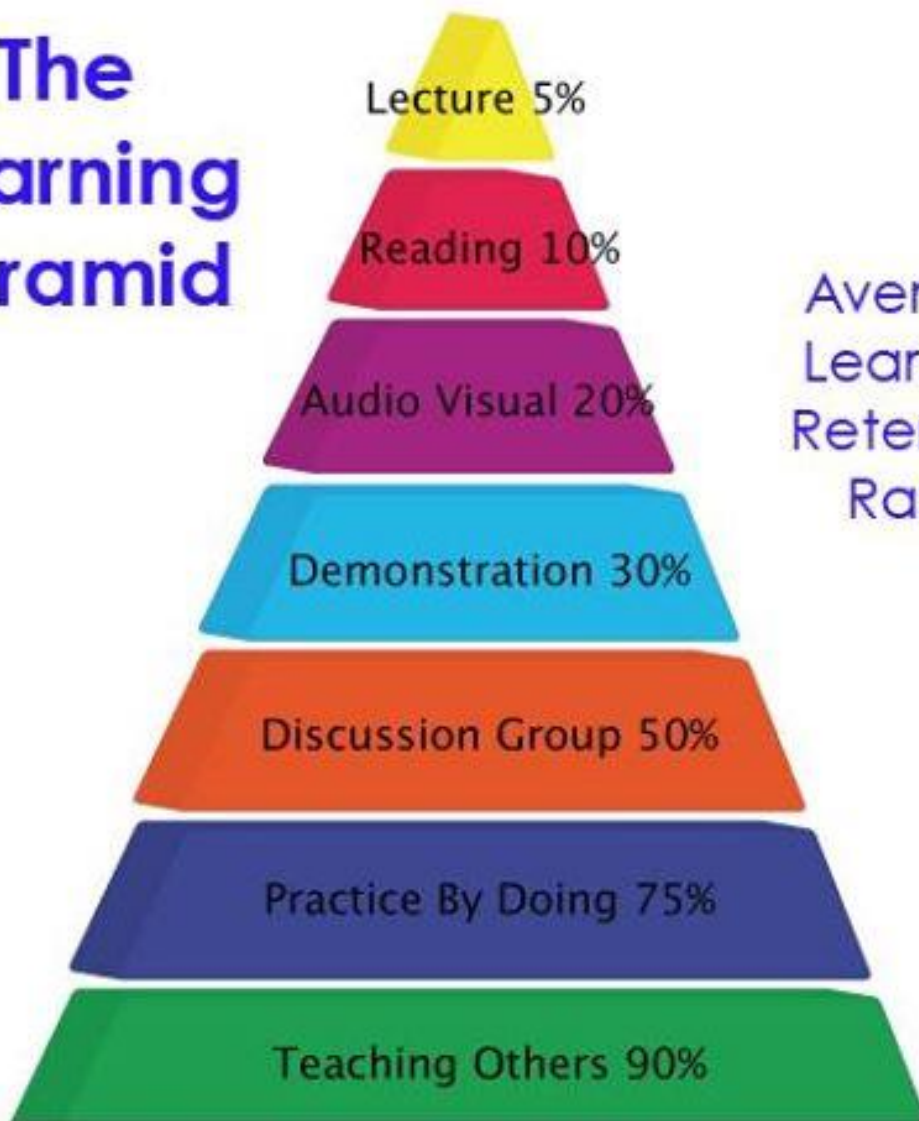 The
arning
ramid
Lecture 5%
Reading 10%
Audio Visual 20%
Aver
Lear
Reter
Ra
Demonstration 30%
Discussion Group 50%
Practice By Doing 75%
Teaching Others 90%